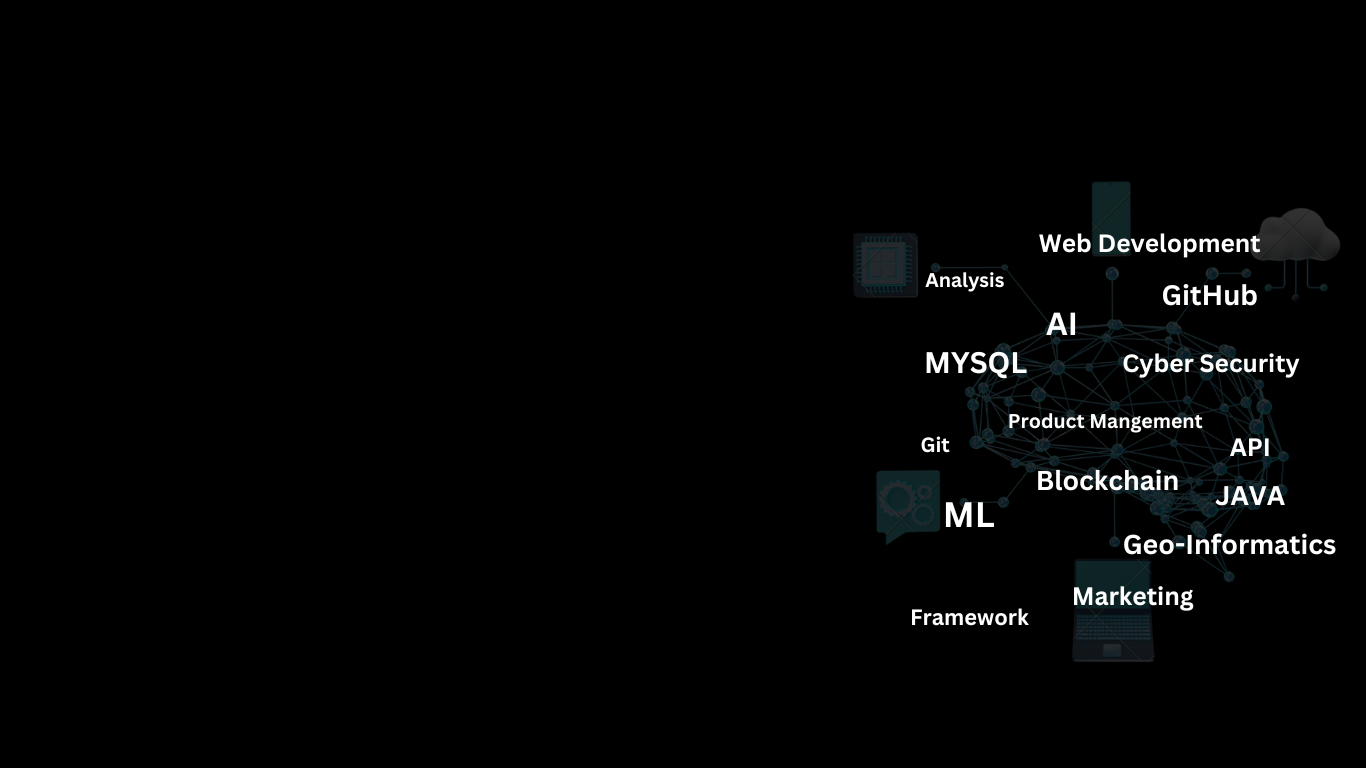 Web Development
Analysis
GitHub
AI
MYSQL
Cyber Security
Product Mangement
Git
API
Blockchain
JAVA
ML
Geo-Informatics
Marketing
Framework